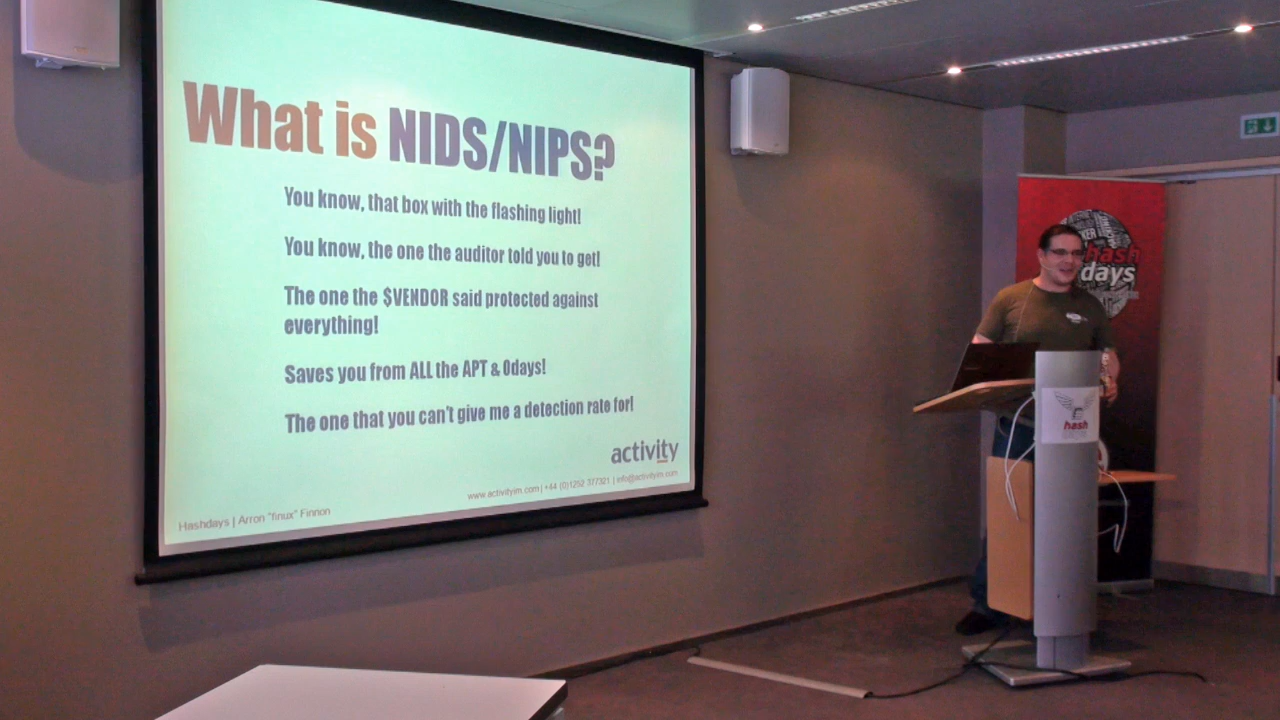 What is NIDS/NIPS?
You know, that box with the flashing light!
You know, the one the auditor told you to get!
The one the $VENDOR said protected against
everything!
Saves you from ALL the APT & 0days!
The one that you can't give me a detection rate for!
activity
www.activityim.com | +44 (0)1252 377321 | info@activityim.com
Hashdays | Arron "finux" Finnon
hash
days
hash